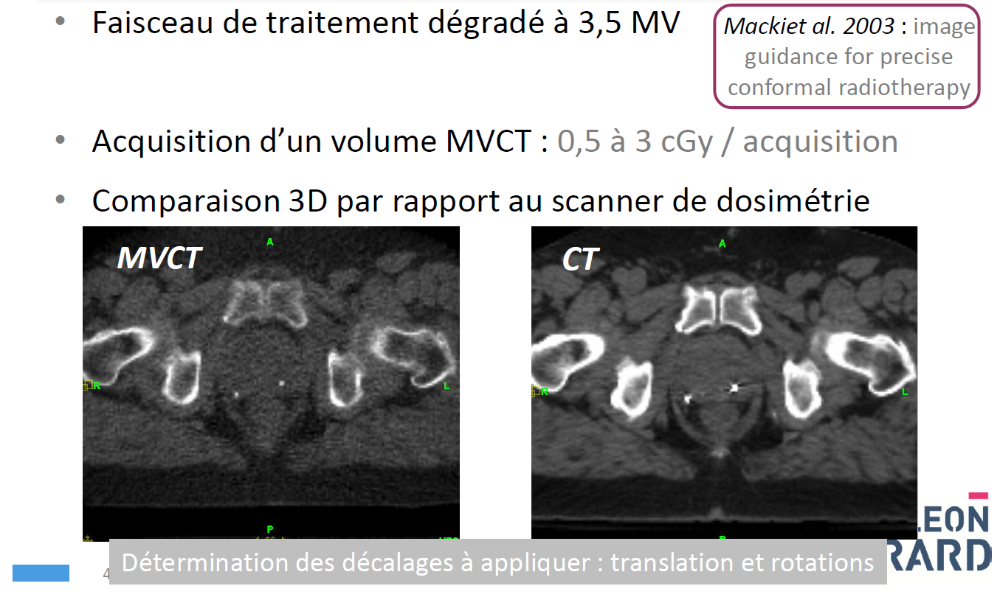 • Faisceau de traitement dégradé à 3,5 MV
Mackiet al. 2003 : image
guidance for precise
conformal radiotherapy
• Acquisition d’un volume MVCT : 0,5 à 3 cGy / acquisition
• Comparaison 3D par rapport au scanner de dosimétrie
MVCT
A
R
L
P
CT
A
R
L
LEON
RARD
4
Détermination des décalages à appliquer : translation et rotations